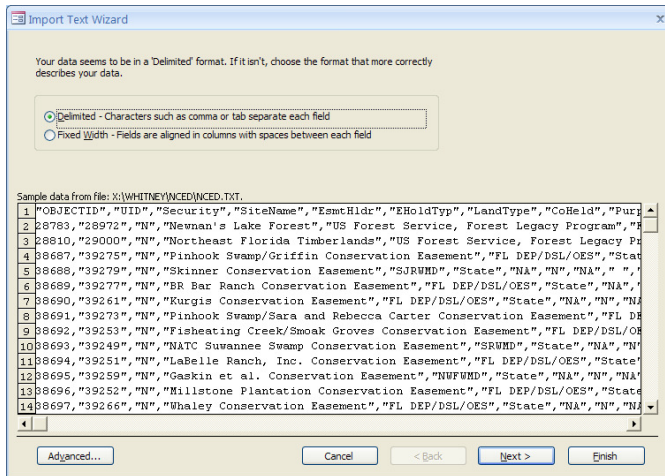 Import Text Wizard
Your data seems to be in a 'Delimited' format. If it isn't, choose the format that more correctly
describes your data.
Delimited - Characters such as comma or tab separate each field
Fixed Width - Fields are aligned in columns with spaces between each field
Sample data from file: X:\WHITNEY\NCED\NCED.TXT.
1 "OBJECTID","UID","Security","SiteName","EsmtHldr","EHoldTyp","LandType","CoHeld","Purp
2 28783,"28972","N","Newnan's Lake Forest","US Forest Service, Forest Legacy Program","F
3 28810,"29000","N","Northeast Florida Timberlands","US Forest Service, Forest Legacy Pr
4 38687,"39275","N","Pinhook Swamp/Griffin Conservation Easement","FL DEP/DSL/OES","Stat
5 38688,"39279","N","Skinner Conservation Easement","SJRWMD","State","NA","N","NA"," ",
6 38689,"39277","N","BR Bar Ranch Conservation Easement","FL DEP/DSL/OES","State","NA",
7 38690,"39261","N","Kurgis Conservation Easement","FL DEP/DSL/OES","State","NA","N","NA
8 38691,"39273","N","Pinhook Swamp/Sara and Rebecca Carter Conservation Easement","FL DE
9 38692,"39253","N","Fisheating Creek/Smoak Groves Conservation Easement","FL DEP/DSL/OE
10 38693,"39249","N","NATC Suwannee Swamp Conservation Easement","SRWMD","State","NA","N"
11 38694,"39251","N","LaBelle Ranch, Inc. Conservation Easement","FL DEP/DSL/OES","State"
12 38695,"39259","N","Gaskin et al. Conservation Easement","NWFWMD","State","NA","N","NA"
13 38696,"39252","N","Millstone Plantation Conservation Easement","FL DEP/DSL/OES","State
14 38697,"39266","N","Whaley Conservation Easement","FL DEP/DSL/OES","State","NA","N","NA
Advanced... Cancel < Back Next > Finish